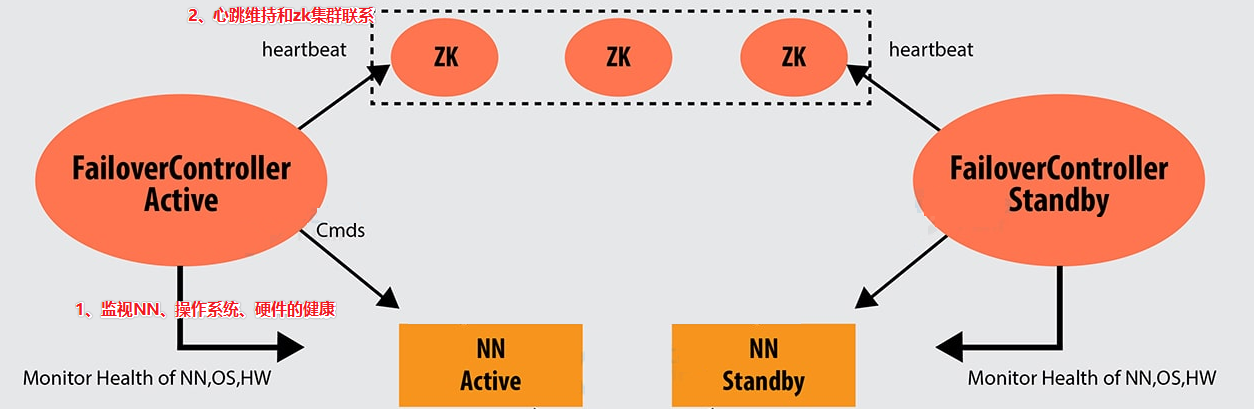 2、心跳维持和zk集群联系
heartbeat
ZK
ZK
ZK
heartbeat
FailoverController
Active
FailoverController
Standby
Cmds
1、监视NN、操作系统、硬件的健康
NN
Active
NN
Standby
Monitor Health of NN,OS,HW
Monitor Health of NN,OS,HW